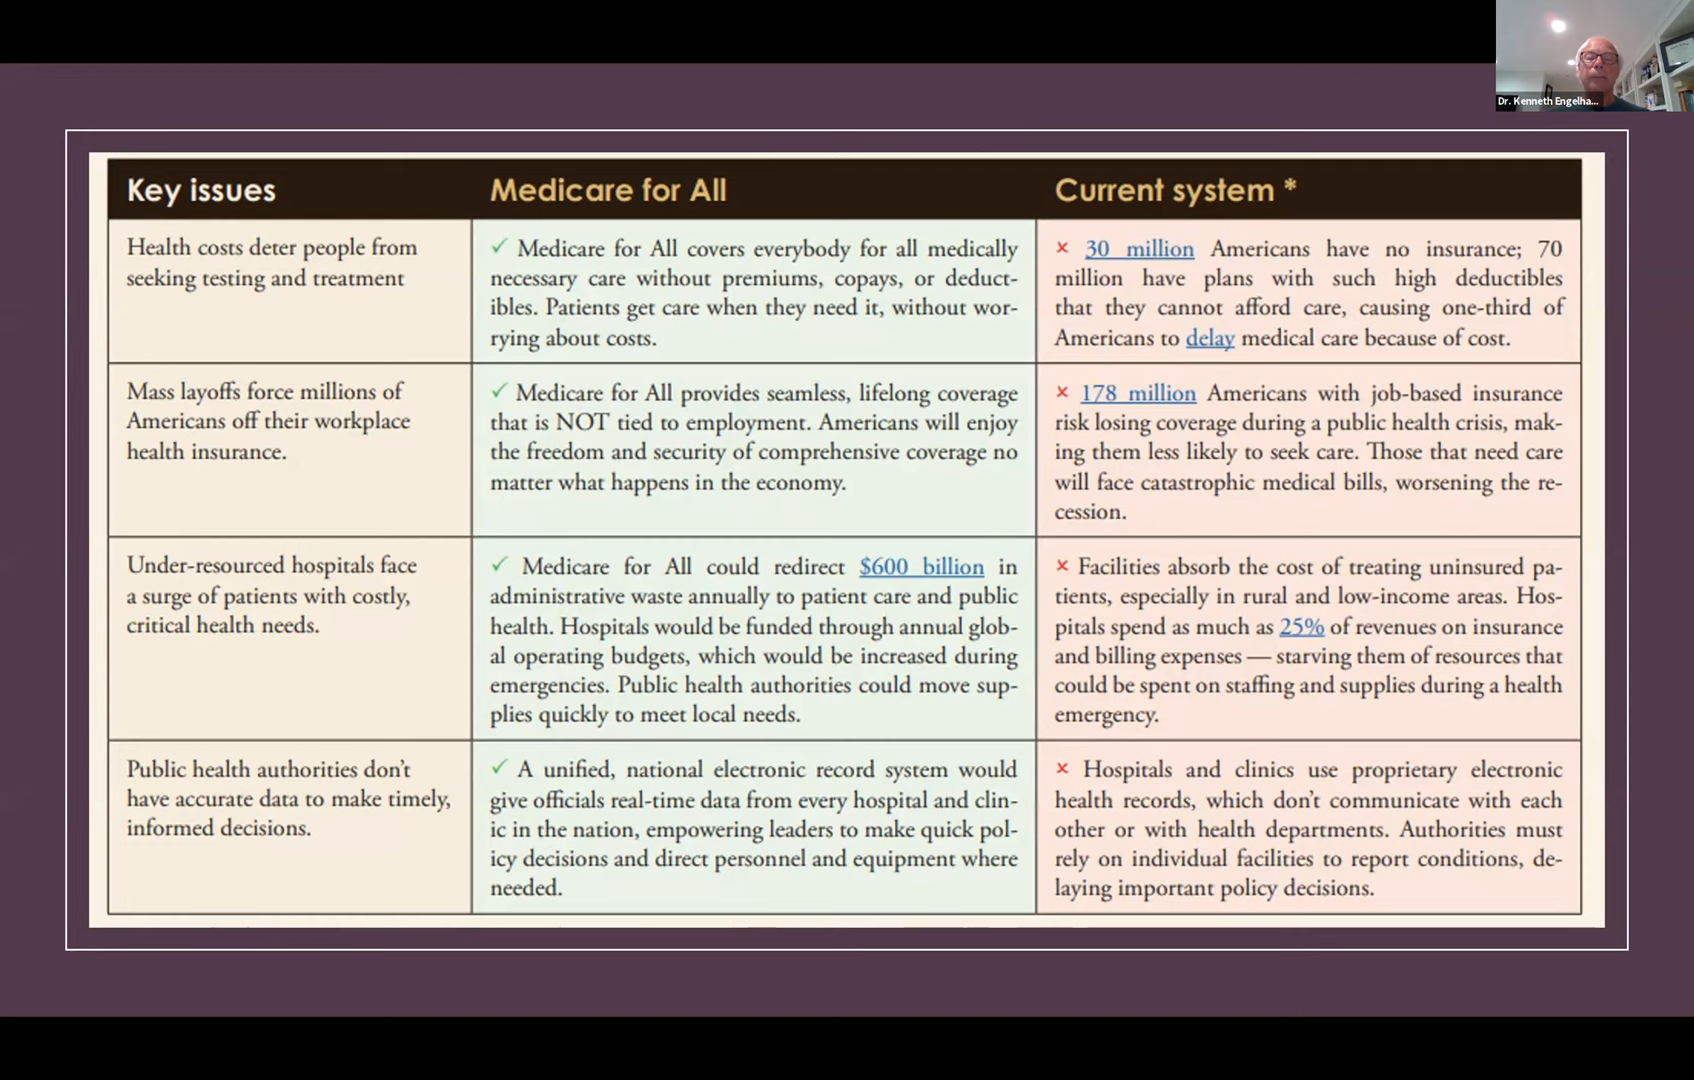 Dr. Kenneth Engelha...
Key issues
Medicare for All
Current system *
Health costs deter people from
seeking testing and treatment
✓ Medicare for All covers everybody for all medically
necessary care without premiums, copays, or deduct-
ibles. Patients get care when they need it, without wor-
rying about costs.
× 30 million Americans have no insurance; 70
million have plans with such high deductibles
that they cannot afford care, causing one-third of
Americans to delay medical care because of cost.
Mass layoffs force millions of
Americans off their workplace
health insurance.
✓ Medicare for All provides seamless, lifelong coverage
that is NOT tied to employment. Americans will enjoy
the freedom and security of comprehensive coverage no
matter what happens in the economy.
× 178 million Americans with job-based insurance
risk losing coverage during a public health crisis, mak-
ing them less likely to seek care. Those that need care
will face catastrophic medical bills, worsening the re-
cession.
Under-resourced hospitals face
a surge of patients with costly,
critical health needs.
✓ Medicare for All could redirect $600 billion in
administrative waste annually to patient care and public
health. Hospitals would be funded through annual glob-
al operating budgets, which would be increased during
emergencies. Public health authorities could move sup-
plies quickly to meet local needs.
× Facilities absorb the cost of treating uninsured pa-
tients, especially in rural and low-income areas. Hos-
pitals spend as much as 25% of revenues on insurance
and billing expenses — starving them of resources that
could be spent on staffing and supplies during a health
emergency.
Public health authorities don't
have accurate data to make timely,
informed decisions.
✓ A unified, national electronic record system would
give officials real-time data from every hospital and clin-
ic in the nation, empowering leaders to make quick pol-
icy decisions and direct personnel and equipment where
needed.
× Hospitals and clinics use proprietary electronic
health records, which don't communicate with each
other or with health departments. Authorities must
rely on individual facilities to report conditions, de-
laying important policy decisions.